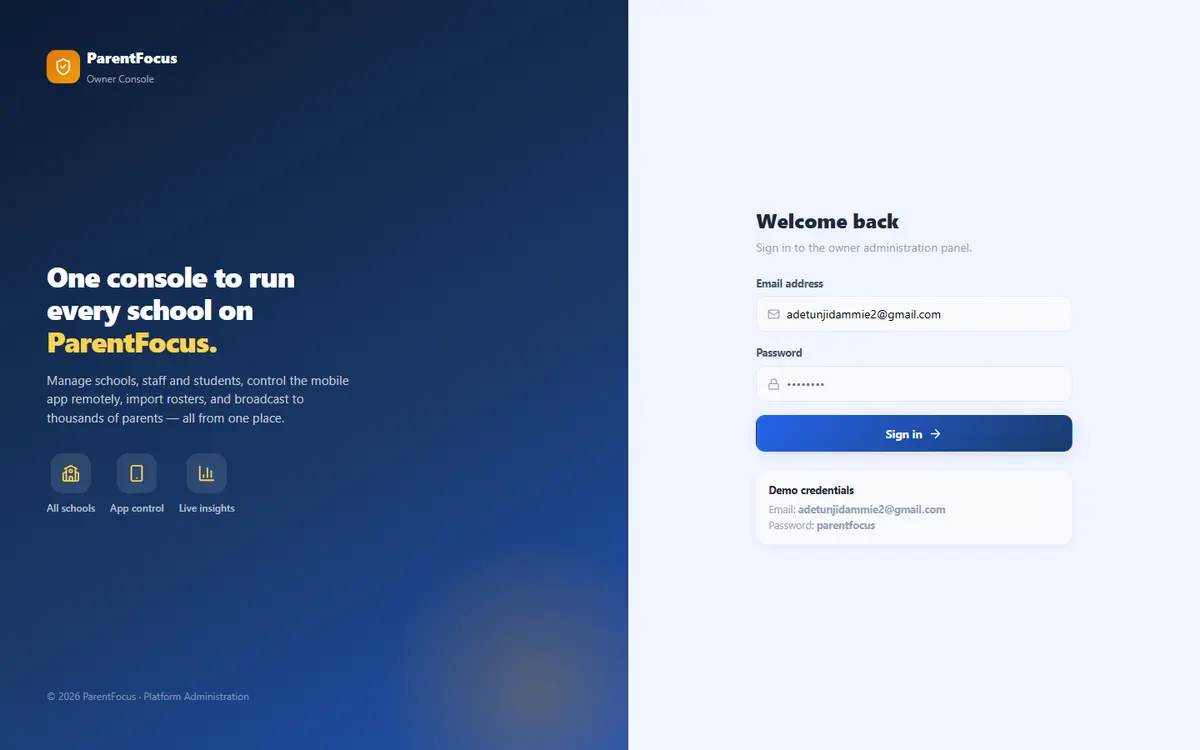 ParentFocus
Owner Console
One console to run
every school on
ParentFocus.
Manage schools, staff and students, control the mobile
app remotely, import rosters, and broadcast to
thousands of parents — all from one place.
All schools
App control
Live insights
© 2026 ParentFocus · Platform Administration
Welcome back
Sign in to the owner administration panel.
Email address
adetunjidammie2@gmail.com
Password
••••••••
Sign in →
Demo credentials
Email: adetunjidammie2@gmail.com
Password: parentfocus